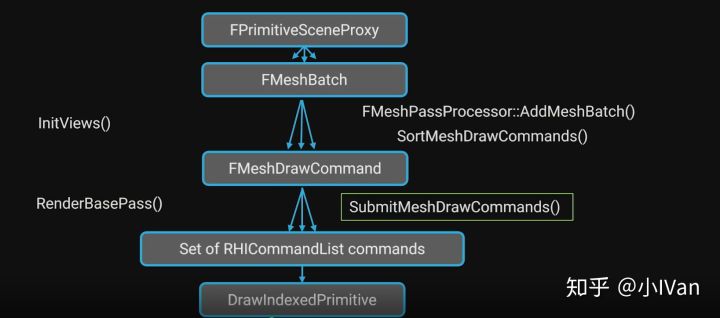 FPrimitiveSceneProxy
FMeshBatch
InitViews()
FMeshPassProcessor::AddMeshBatch()
SortMeshDrawCommands()
FMeshDrawCommand
RenderBasePass()
SubmitMeshDrawCommands()
Set of RHICommandList commands
DrawIndexedPrimitive
知乎 @小IVan